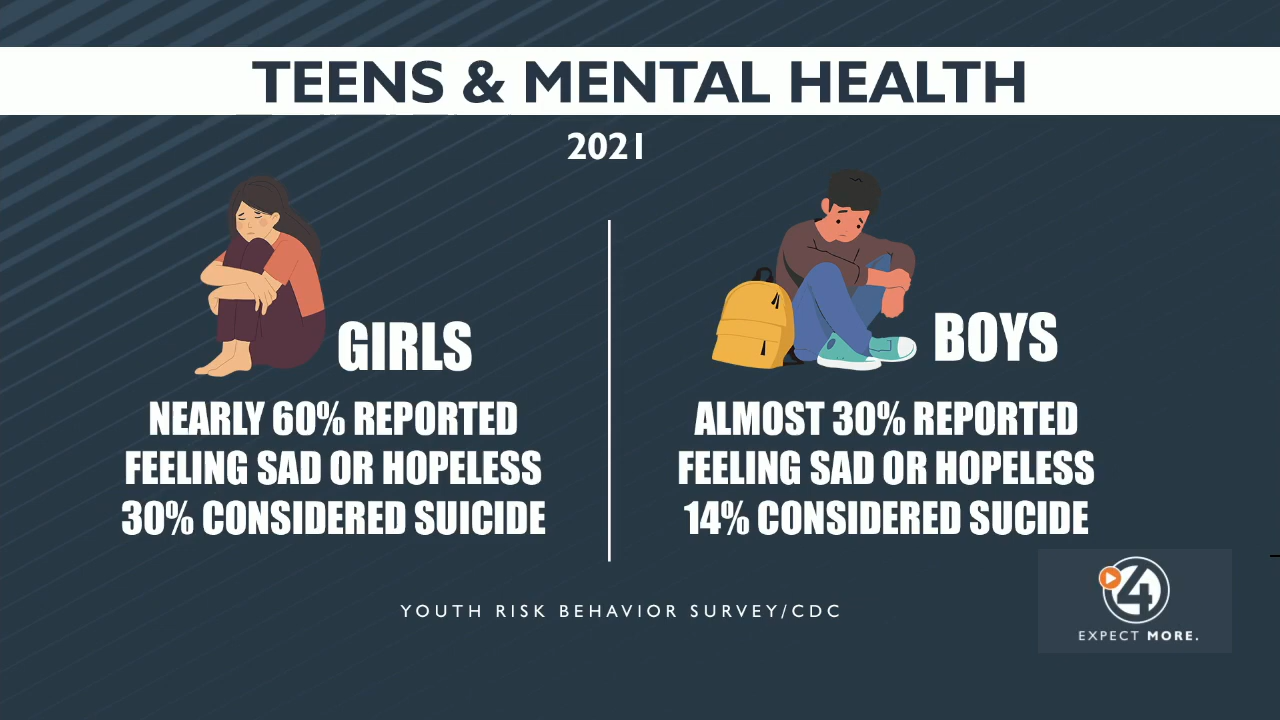 TEENS & MENTAL HEALTH
2021
GIRLS
NEARLY 60% REPORTED
FEELING SAD OR HOPELESS
30% CONSIDERED SUICIDE
BOYS
ALMOST 30% REPORTED
FEELING SAD OR HOPELESS
14% CONSIDERED SUCIDE
YOUTH RISK BEHAVIOR SURVEY/CDC
4
EXPECT MORE.